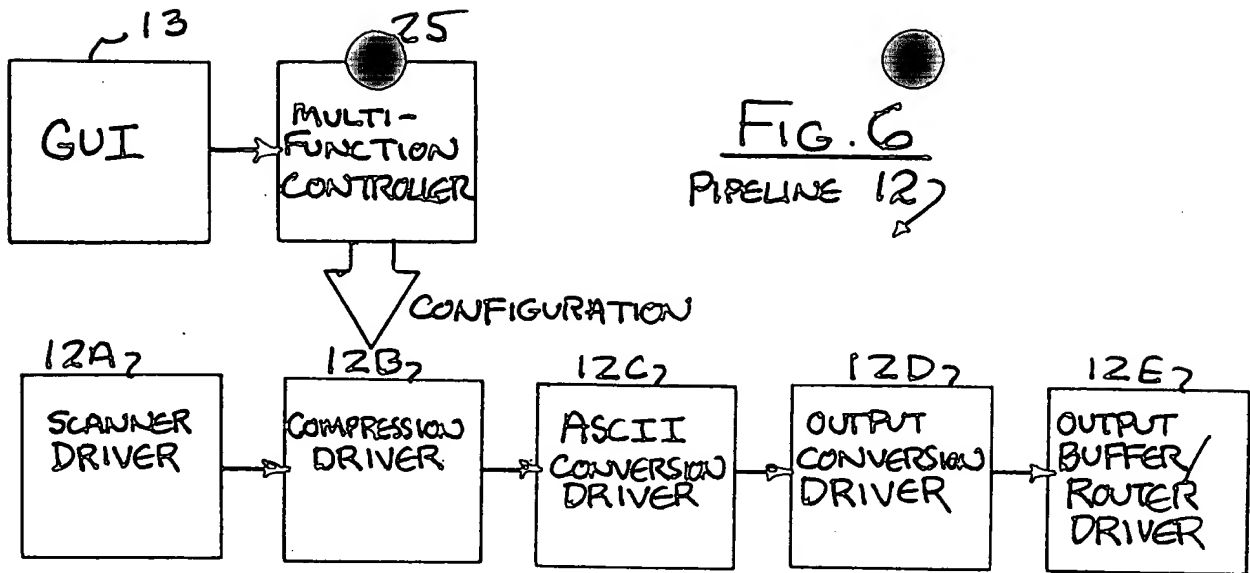 13
GUI
25
MULTI-
FUNCTION
CONTROLLER
FIG. 6
PIPELINE 12
CONFIGURATION
12A
SCANNER
DRIVER
12B
COMPRESSION
DRIVER
12C
ASCII
CONVERSION
DRIVER
12D
OUTPUT
CONVERSION
DRIVER
12E
OUTPUT
BUFFER/
ROUTER
DRIVER